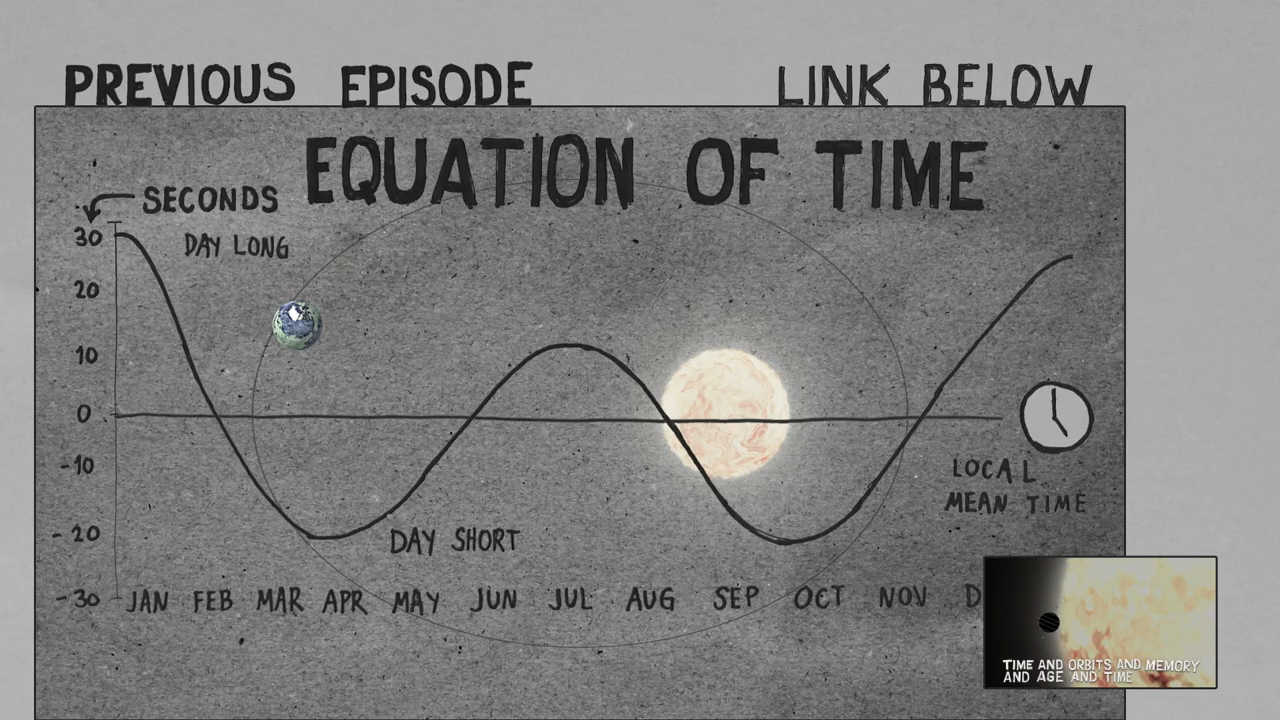 PREVIOUS EPISODE
LINK BELOW
EQUATION OF TIME
SECONDS
DAY LONG
30
20
10
0
-10
-20
-30
DAY SHORT
LOCAL
MEAN TIME
JAN FEB MAR APR MAY JUN JUL AUG SEP OCT NOV D
TIME AND ORBITS AND MEMORY
AND AGE AND TIME